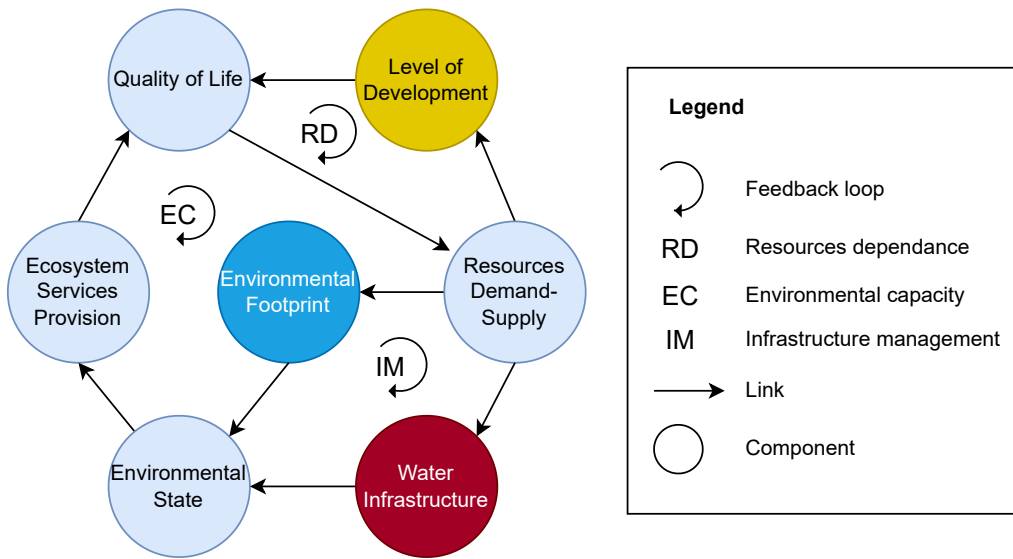 Quality of Life
Level of
Development
RD
EC
Ecosystem
Services
Provision
Environmental
Footprint
Resources
Demand-
Supply
IM
Environmental
State
Water
Infrastructure
Legend
Feedback loop
RD Resources dependance
EC Environmental capacity
IM Infrastructure management
Link
Component